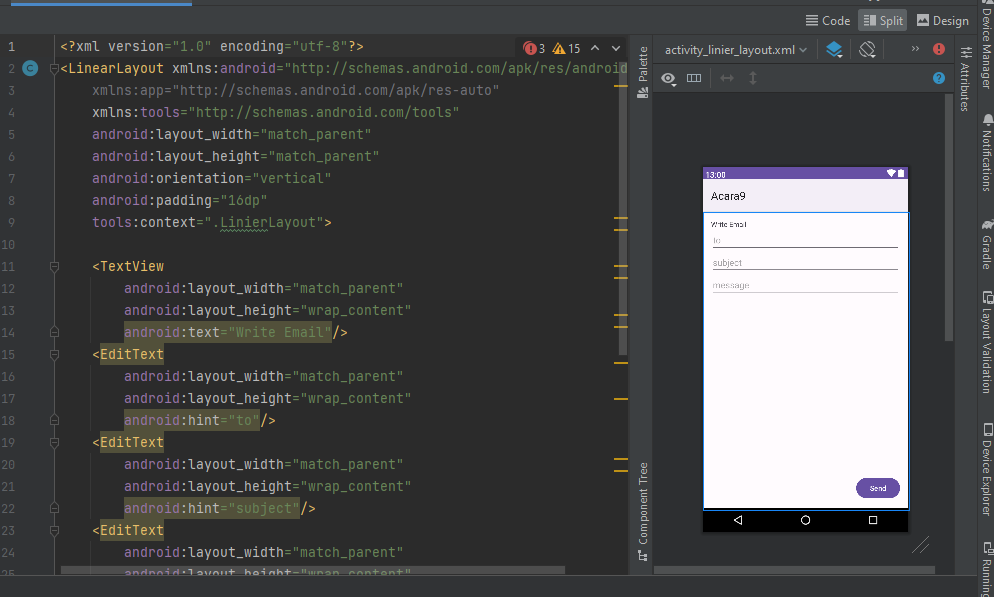 Code Split Design
1 <?xml version="1.0" encoding="utf-8"?> 3 15
2 <LinearLayout xmlns:android="http://schemas.android.com/apk/res/android
3 xmlns:app="http://schemas.android.com/apk/res-auto"
4 xmlns:tools="http://schemas.android.com/tools"
5 android:layout_width="match_parent"
6 android:layout_height="match_parent"
7 android:orientation="vertical"
8 android:padding="16dp"
9 tools:context=".LinierLayout">
10
11 <TextView
12 android:layout_width="match_parent"
13 android:layout_height="wrap_content"
14 android:text="Write Email"/>
15 <EditText
16 android:layout_width="match_parent"
17 android:layout_height="wrap_content"
18 android:hint="to"/>
19 <EditText
20 android:layout_width="match_parent"
21 android:layout_height="wrap_content"
22 android:hint="subject"/>
23 <EditText
24 android:layout_width="match_parent"
25 android:layout_height="wrap_content"
Palette
Component Tree
activity_linier_layout.xml
13:00
Acara9
Write Email
to
subject
message
Send
Attributes
Device Manager
Notifications
Gradle
Layout Validation
Device Explorer
Running